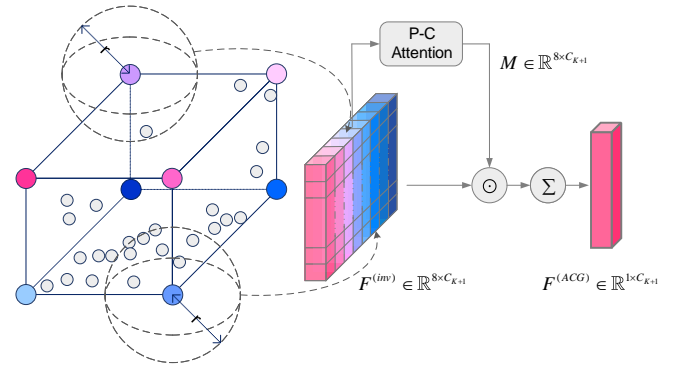 P-C
Attention
M ∈ ℝ^{8×C_{K+1}}
r
⊙
Σ
r
F^{(inv)} ∈ ℝ^{8×C_{K+1}}
F^{(ACG)} ∈ ℝ^{1×C_{K+1}}